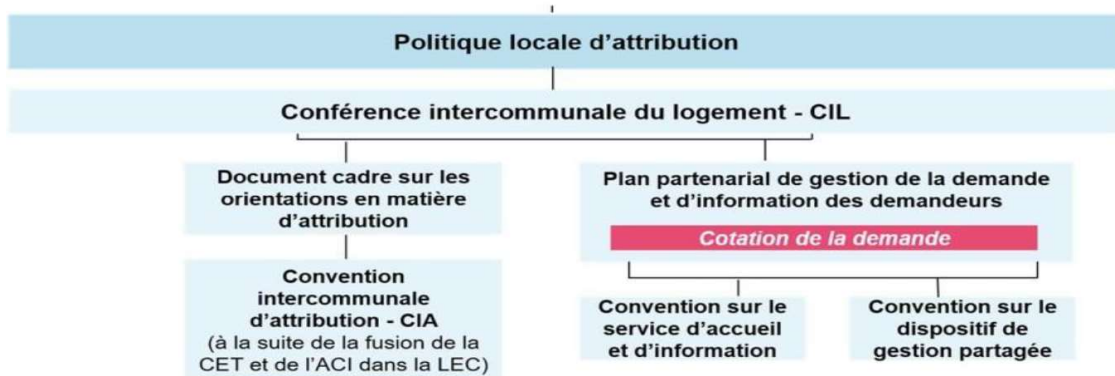 Politique locale d'attribution
Conférence intercommunale du logement - CIL
Document cadre sur les
orientations en matière
d'attribution
Convention
intercommunale
d'attribution - CIA
(à la suite de la fusion de la
CET et de l'ACI dans la LEC)
Plan partenarial de gestion de la demande
et d'information des demandeurs
Cotation de la demande
Convention sur le
service d'accueil
et d'information
Convention sur le
dispositif de
gestion partagée